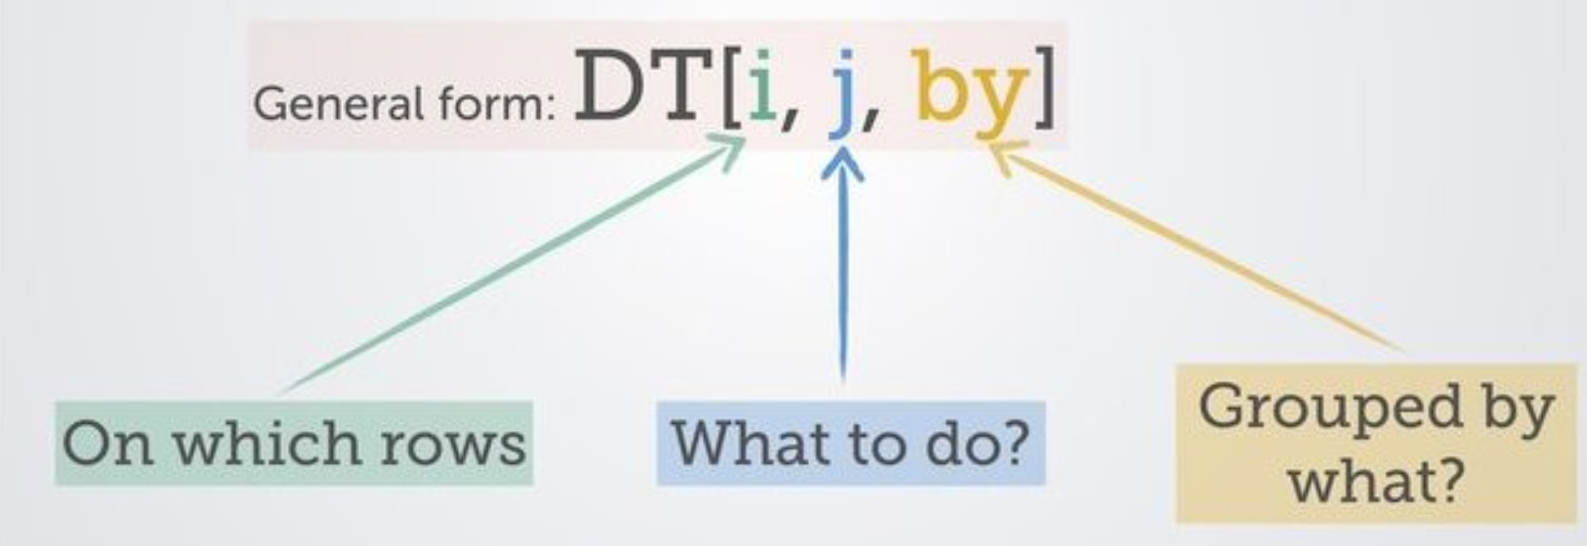 General form: DT[i, j, by]
On which rows
What to do?
Grouped by
what?